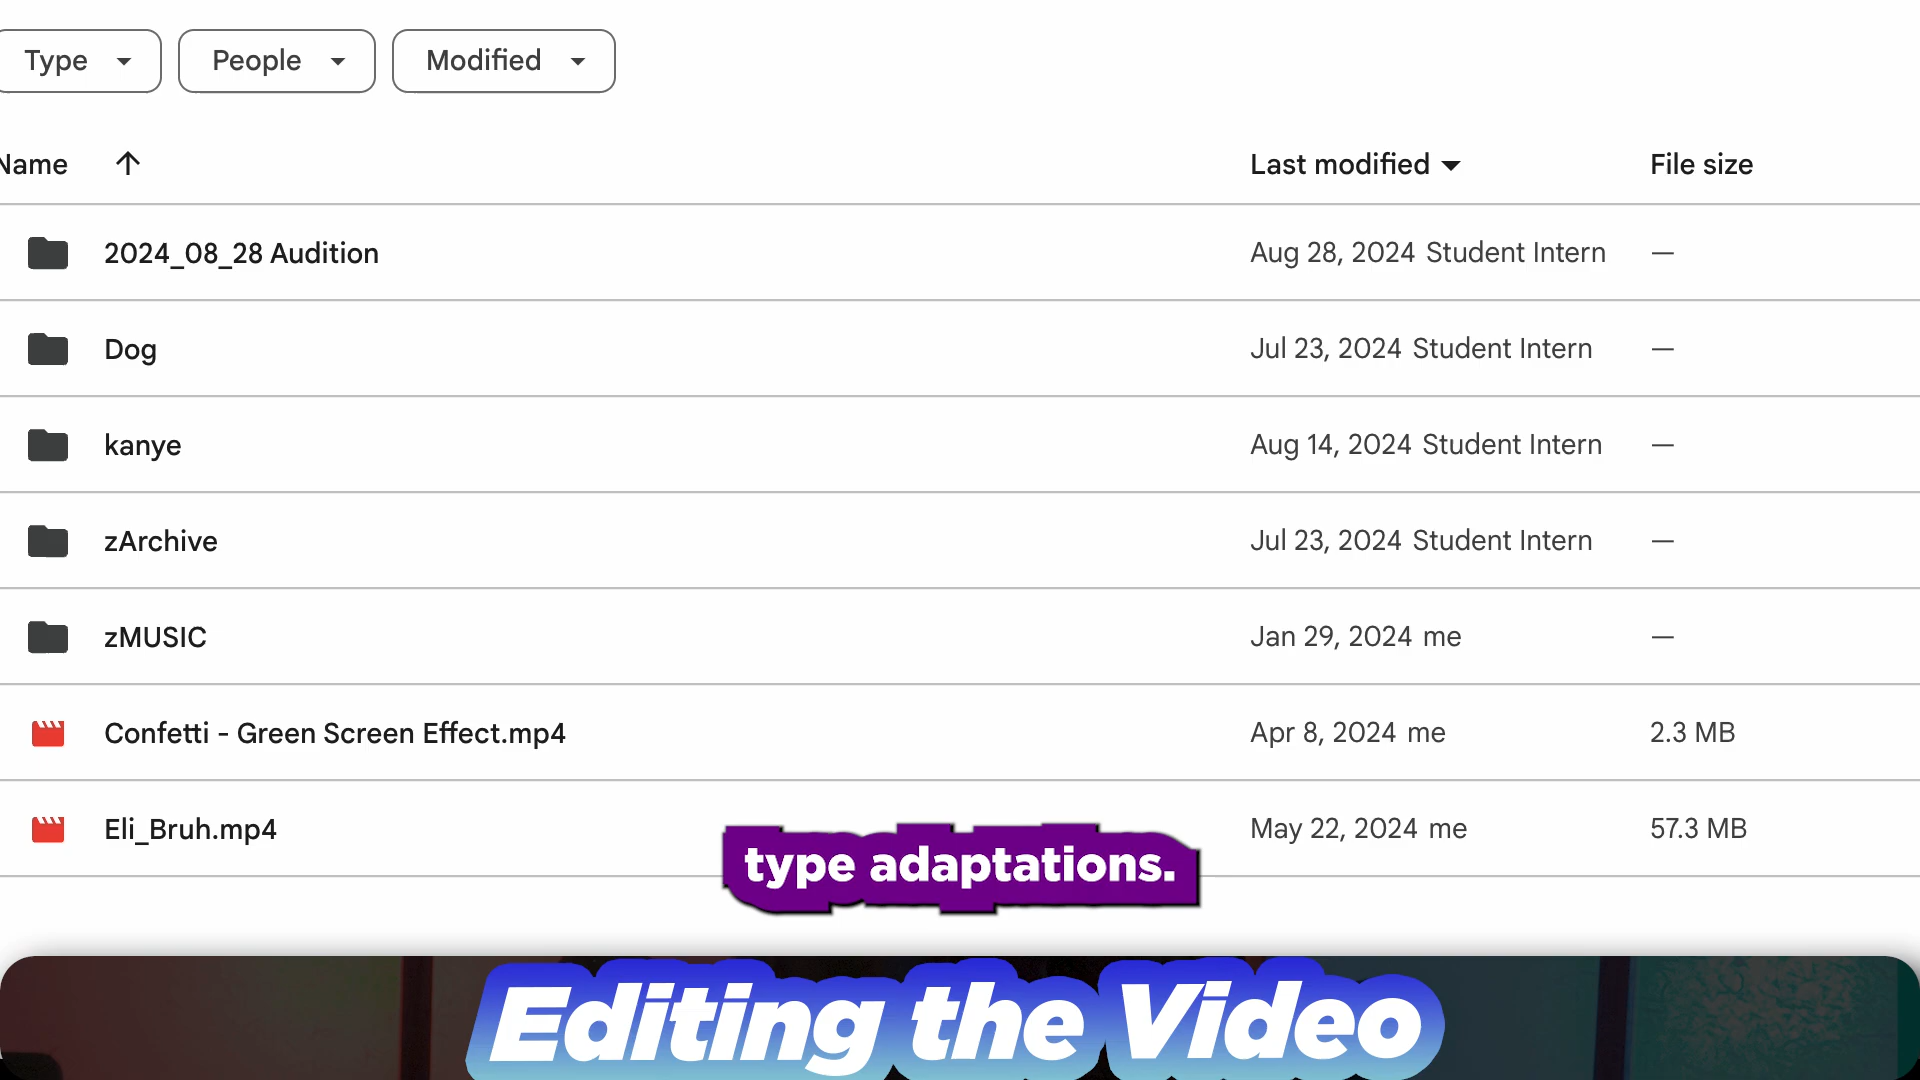 Type People Modified
Name Last modified File size
2024_08_28 Audition Aug 28, 2024 Student Intern —
Dog Jul 23, 2024 Student Intern —
kanye Aug 14, 2024 Student Intern —
zArchive Jul 23, 2024 Student Intern —
zMUSIC Jan 29, 2024 me —
Confetti - Green Screen Effect.mp4 Apr 8, 2024 me 2.3 MB
Eli_Bruh.mp4 May 22, 2024 me 57.3 MB
type adaptations.
Editing the Video